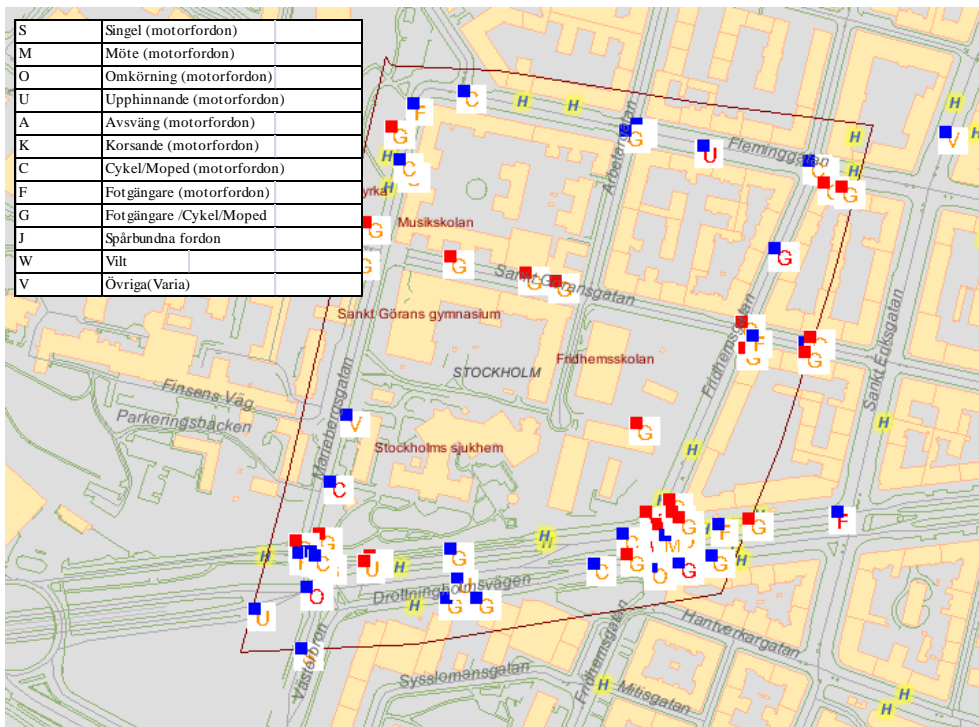 S Singel (motorfordon)
M Möte (motorfordon)
O Omkörning (motorfordon)
U Upphinnande (motorfordon)
A Avsväng (motorfordon)
K Korsande (motorfordon)
C Cykel/Moped (motorfordon)
F Fotgängare (motorfordon)
G Fotgängare /Cykel/Moped
J Spårbundna fordon
W Vilt
V Övriga(Varia)
C
F
H
H
G
G
H
V
H
U
Fleminggatan
Arbetargatan
H
C
H
C
G
H
G
Musikskolan
G
G
G
G
G
G
Sankt Göransgatan
Sankt Görans gymnasium
F
G
C
G
Fridhemsskolan
Fridhemsgatan
Sankt Eriksgatan
STOCKHOLM
Finsens Väg
Parkeringsbäcken
Mariebergsgatan
V
G
H
H
Stockholms sjukhem
C
G
G
F
G
F
H
H
G
C
C
U
H
G
C
G
M
O
G
G
H
U
Drottningholmsvägen
O
G
G
H
U
Västerbron
Hantverkargatan
Fridhemsgatan
Sysslomansgatan
Mitisgatan
H
H
H